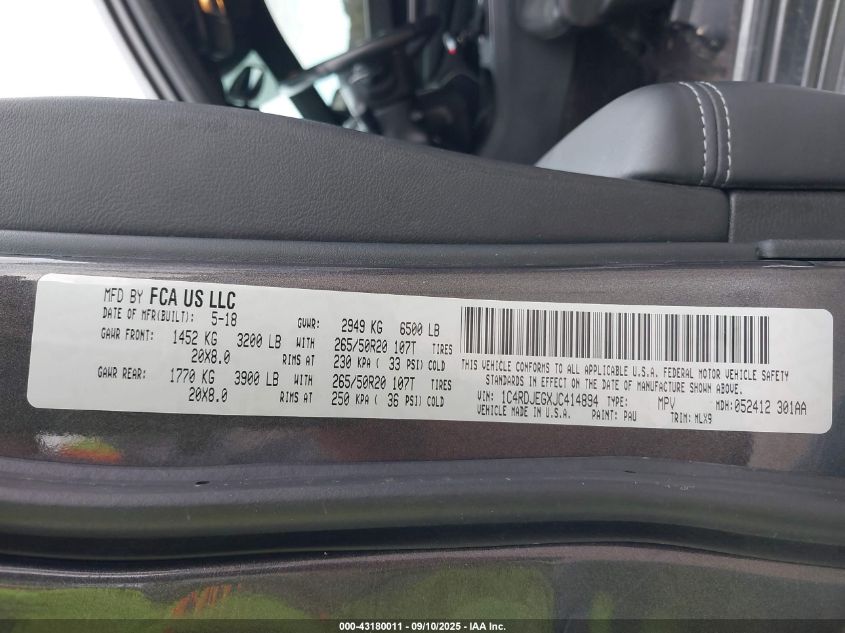 MFD BY FCA US LLC
DATE OF MFR(BUILT): 5-18 GVWR: 2949 KG 6500 LB
GAWR FRONT: 1452 KG 3200 LB WITH 265/50R20 107T TIRES
20X8.0 RIMS AT 230 KPA ( 33 PSI) COLD
GAWR REAR: 1770 KG 3900 LB WITH 265/50R20 107T TIRES
20X8.0 RIMS AT 250 KPA ( 36 PSI) COLD
THIS VEHICLE CONFORMS TO ALL APPLICABLE U.S.A. FEDERAL MOTOR VEHICLE SAFETY
STANDARDS IN EFFECT ON THE DATE OF MANUFACTURE SHOWN ABOVE.
VIN: 1C4RDJEGXJC414894 TYPE: MPV MDH: 052412 301AA
VEHICLE MADE IN U.S.A. PAINT: PAU TRIM: MLX9
000-43180011 - 09/10/2025 - IAA Inc.